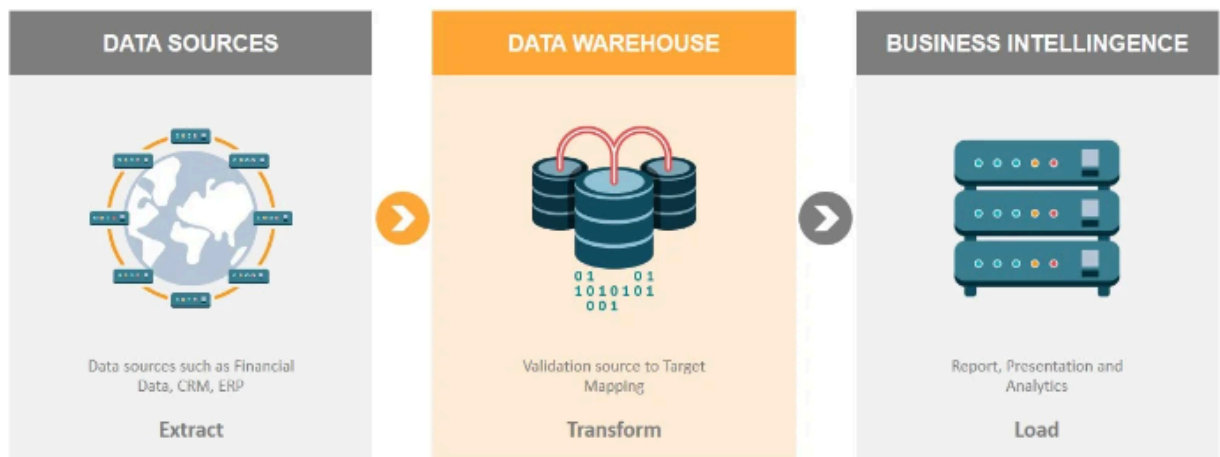 DATA SOURCES
Data sources such as Financial
Data, CRM, ERP
Extract
DATA WAREHOUSE
01 01
1010101
001
Validation source to Target
Mapping
Transform
BUSINESS INTELLINGENCE
Report, Presentation and
Analytics
Load